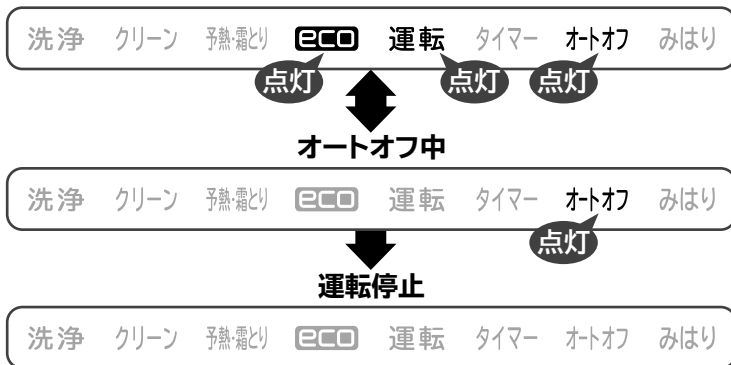 洗浄 クリーン 予熱・霜とり eco 運転 タイマー オートオフ みはり
点灯 点灯 点灯
オートオフ中
洗浄 クリーン 予熱・霜とり eco 運転 タイマー オートオフ みはり
点灯
運転停止
洗浄 クリーン 予熱・霜とり eco 運転 タイマー オートオフ みはり